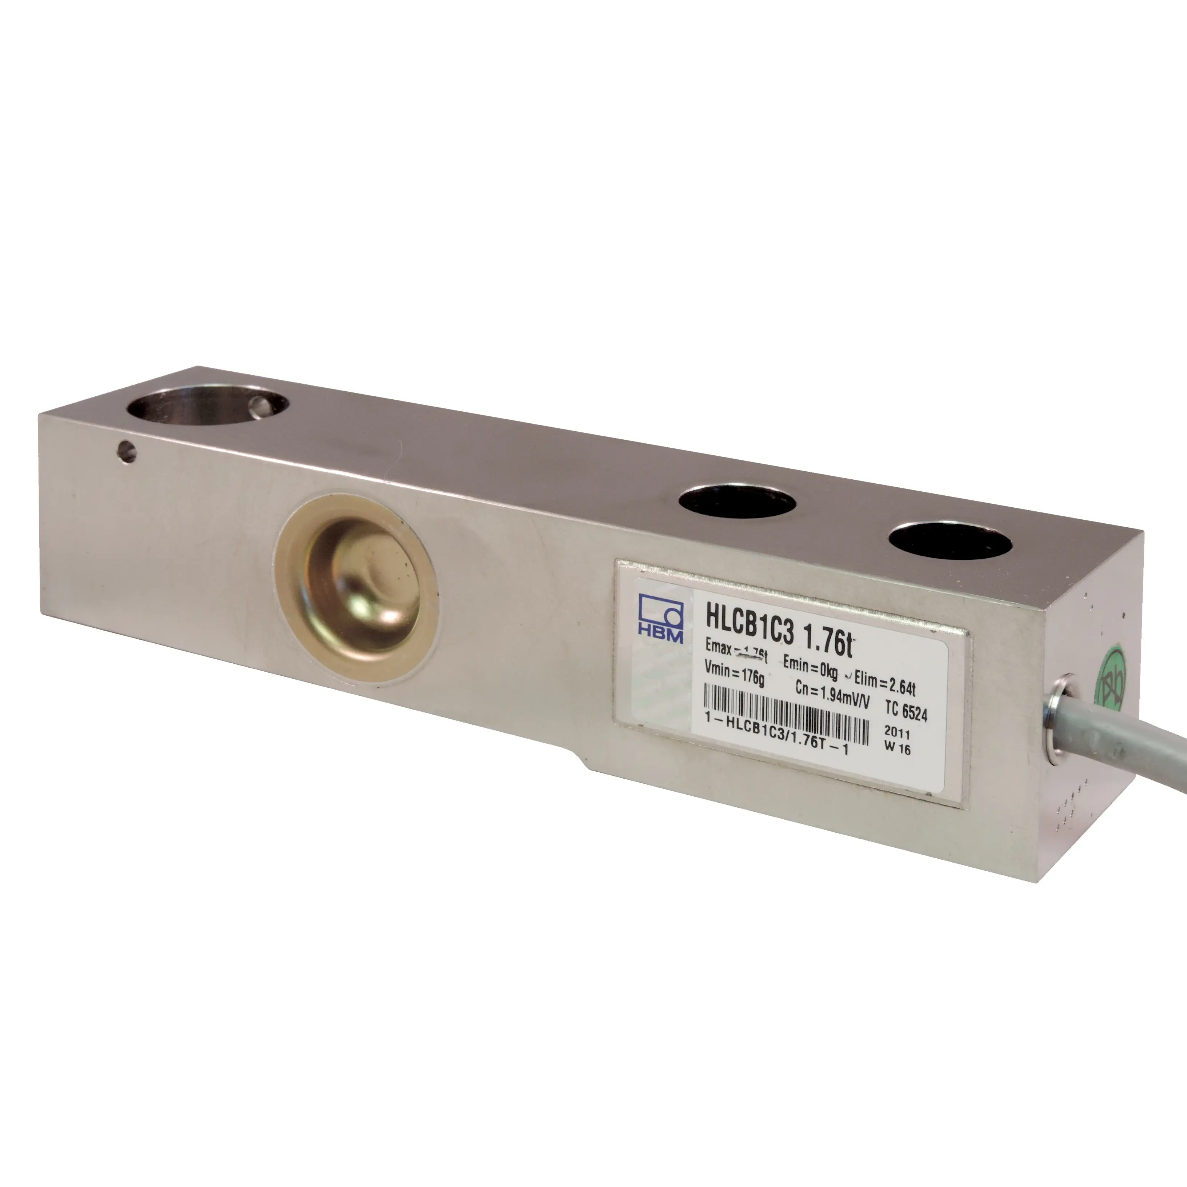 HBM
HLCB1C3 1.76t
Emax = 1.76t Emin = 0kg Elim = 2.64t
Vmin = 176g Cn = 1.94mV/V TC 6524
1-HLCB1C3/1.76T-1
2011
W 16